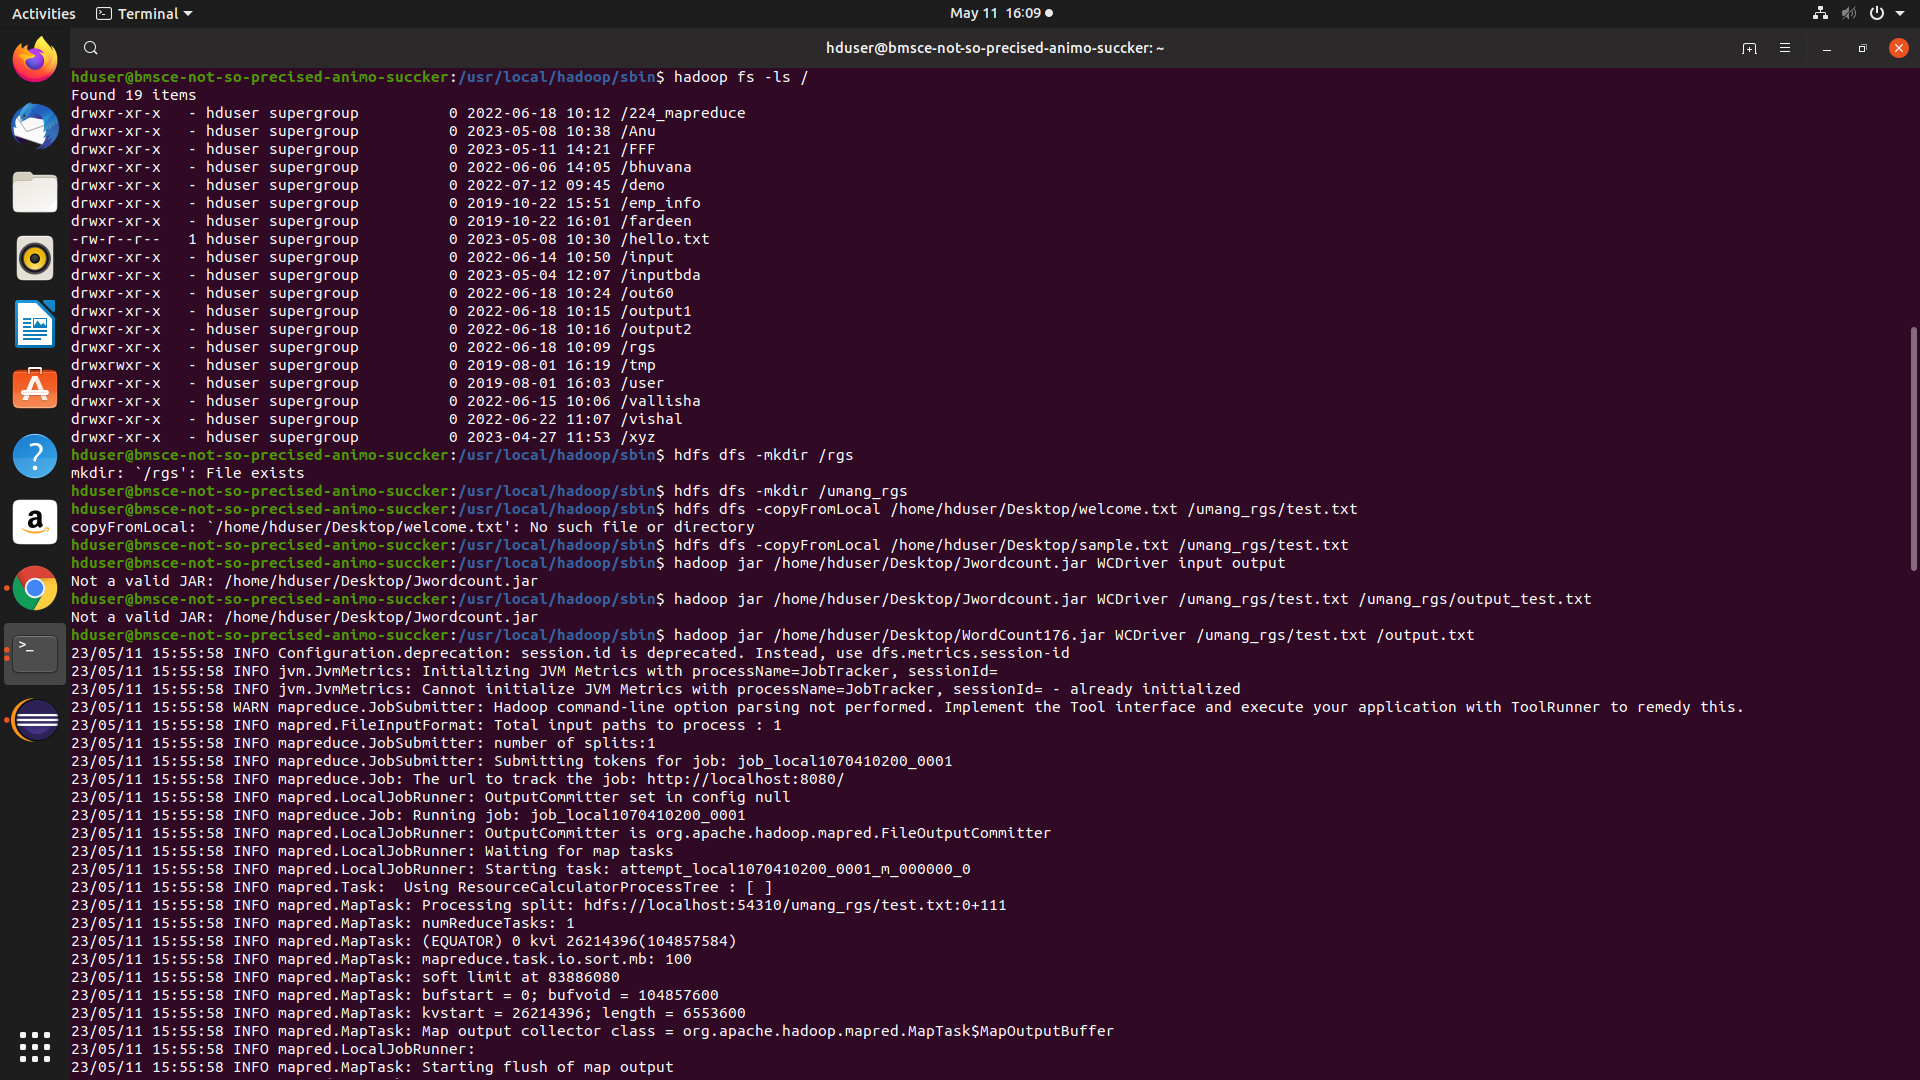 Activities Terminal May 11 16:09
hduser@bmsce-not-so-precised-animo-succker: ~
hduser@bmsce-not-so-precised-animo-succker:/usr/local/hadoop/sbin$ hadoop fs -ls /
Found 19 items
drwxr-xr-x   - hduser supergroup          0 2022-06-18 10:12 /224_mapreduce
drwxr-xr-x   - hduser supergroup          0 2023-05-08 10:38 /Anu
drwxr-xr-x   - hduser supergroup          0 2023-05-11 14:21 /FFF
drwxr-xr-x   - hduser supergroup          0 2022-06-06 14:05 /bhuvana
drwxr-xr-x   - hduser supergroup          0 2022-07-12 09:45 /demo
drwxr-xr-x   - hduser supergroup          0 2019-10-22 15:51 /emp_info
drwxr-xr-x   - hduser supergroup          0 2019-10-22 16:01 /fardeen
-rw-r--r--   1 hduser supergroup          0 2023-05-08 10:30 /hello.txt
drwxr-xr-x   - hduser supergroup          0 2022-06-14 10:50 /input
drwxr-xr-x   - hduser supergroup          0 2023-05-04 12:07 /inputbda
drwxr-xr-x   - hduser supergroup          0 2022-06-18 10:24 /out60
drwxr-xr-x   - hduser supergroup          0 2022-06-18 10:15 /output1
drwxr-xr-x   - hduser supergroup          0 2022-06-18 10:16 /output2
drwxr-xr-x   - hduser supergroup          0 2022-06-18 10:09 /rgs
drwxrwxr-x   - hduser supergroup          0 2019-08-01 16:19 /tmp
drwxr-xr-x   - hduser supergroup          0 2019-08-01 16:03 /user
drwxr-xr-x   - hduser supergroup          0 2022-06-15 10:06 /vallisha
drwxr-xr-x   - hduser supergroup          0 2022-06-22 11:07 /vishal
drwxr-xr-x   - hduser supergroup          0 2023-04-27 11:53 /xyz
hduser@bmsce-not-so-precised-animo-succker:/usr/local/hadoop/sbin$ hdfs dfs -mkdir /rgs
mkdir: `/rgs': File exists
hduser@bmsce-not-so-precised-animo-succker:/usr/local/hadoop/sbin$ hdfs dfs -mkdir /umang_rgs
hduser@bmsce-not-so-precised-animo-succker:/usr/local/hadoop/sbin$ hdfs dfs -copyFromLocal /home/hduser/Desktop/welcome.txt /umang_rgs/test.txt
copyFromLocal: `/home/hduser/Desktop/welcome.txt': No such file or directory
hduser@bmsce-not-so-precised-animo-succker:/usr/local/hadoop/sbin$ hdfs dfs -copyFromLocal /home/hduser/Desktop/sample.txt /umang_rgs/test.txt
hduser@bmsce-not-so-precised-animo-succker:/usr/local/hadoop/sbin$ hadoop jar /home/hduser/Desktop/Jwordcount.jar WCDriver input output
Not a valid JAR: /home/hduser/Desktop/Jwordcount.jar
hduser@bmsce-not-so-precised-animo-succker:/usr/local/hadoop/sbin$ hadoop jar /home/hduser/Desktop/Jwordcount.jar WCDriver /umang_rgs/test.txt /umang_rgs/output_test.txt
Not a valid JAR: /home/hduser/Desktop/Jwordcount.jar
hduser@bmsce-not-so-precised-animo-succker:/usr/local/hadoop/sbin$ hadoop jar /home/hduser/Desktop/WordCount176.jar WCDriver /umang_rgs/test.txt /output.txt
23/05/11 15:55:58 INFO Configuration.deprecation: session.id is deprecated. Instead, use dfs.metrics.session-id
23/05/11 15:55:58 INFO jvm.JvmMetrics: Initializing JVM Metrics with processName=JobTracker, sessionId=
23/05/11 15:55:58 INFO jvm.JvmMetrics: Cannot initialize JVM Metrics with processName=JobTracker, sessionId= - already initialized
23/05/11 15:55:58 WARN mapreduce.JobSubmitter: Hadoop command-line option parsing not performed. Implement the Tool interface and execute your application with ToolRunner to remedy this.
23/05/11 15:55:58 INFO mapred.FileInputFormat: Total input paths to process : 1
23/05/11 15:55:58 INFO mapreduce.JobSubmitter: number of splits:1
23/05/11 15:55:58 INFO mapreduce.JobSubmitter: Submitting tokens for job: job_local1070410200_0001
23/05/11 15:55:58 INFO mapreduce.Job: The url to track the job: http://localhost:8080/
23/05/11 15:55:58 INFO mapred.LocalJobRunner: OutputCommitter set in config null
23/05/11 15:55:58 INFO mapreduce.Job: Running job: job_local1070410200_0001
23/05/11 15:55:58 INFO mapred.LocalJobRunner: OutputCommitter is org.apache.hadoop.mapred.FileOutputCommitter
23/05/11 15:55:58 INFO mapred.LocalJobRunner: Waiting for map tasks
23/05/11 15:55:58 INFO mapred.LocalJobRunner: Starting task: attempt_local1070410200_0001_m_000000_0
23/05/11 15:55:58 INFO mapred.Task:  Using ResourceCalculatorProcessTree : [ ]
23/05/11 15:55:58 INFO mapred.MapTask: Processing split: hdfs://localhost:54310/umang_rgs/test.txt:0+111
23/05/11 15:55:58 INFO mapred.MapTask: numReduceTasks: 1
23/05/11 15:55:58 INFO mapred.MapTask: (EQUATOR) 0 kvi 26214396(104857584)
23/05/11 15:55:58 INFO mapred.MapTask: mapreduce.task.io.sort.mb: 100
23/05/11 15:55:58 INFO mapred.MapTask: soft limit at 83886080
23/05/11 15:55:58 INFO mapred.MapTask: bufstart = 0; bufvoid = 104857600
23/05/11 15:55:58 INFO mapred.MapTask: kvstart = 26214396; length = 6553600
23/05/11 15:55:58 INFO mapred.MapTask: Map output collector class = org.apache.hadoop.mapred.MapTask$MapOutputBuffer
23/05/11 15:55:58 INFO mapred.LocalJobRunner:
23/05/11 15:55:58 INFO mapred.MapTask: Starting flush of map output